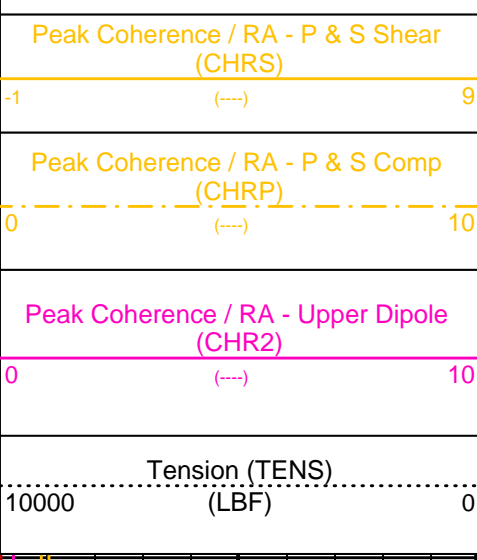 Peak Coherence / RA - P & S Shear
(CHRS)
-1 (----) 9
Peak Coherence / RA - P & S Comp
(CHRP)
0 (----) 10
Peak Coherence / RA - Upper Dipole
(CHR2)
0 (----) 10
Tension (TENS)
10000 (LBF) 0